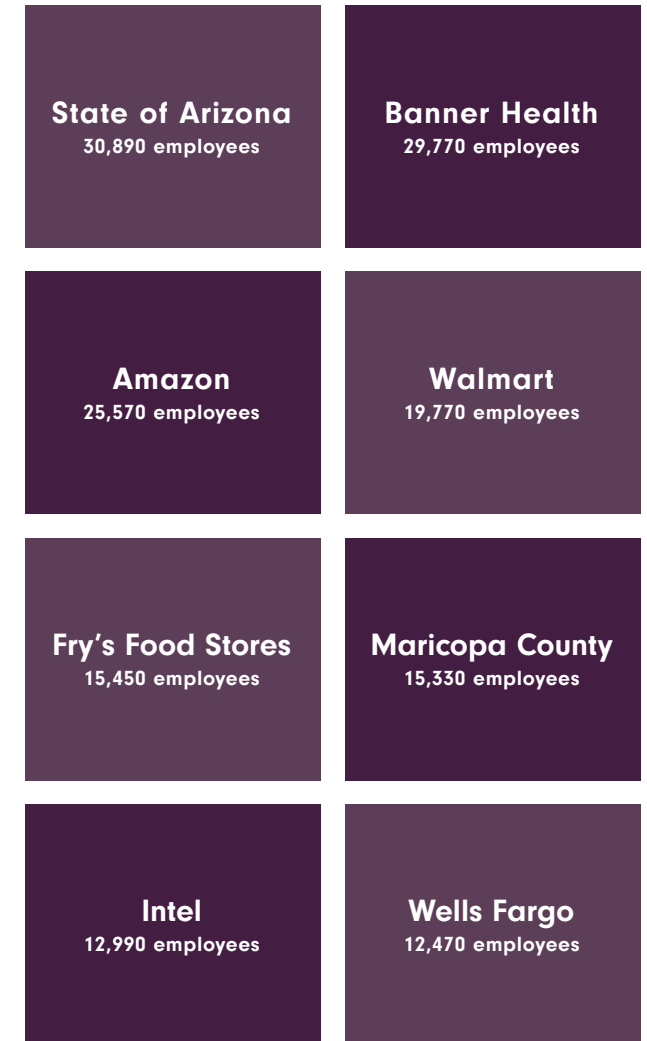 State of Arizona
30,890 employees
Banner Health
29,770 employees
Amazon
25,570 employees
Walmart
19,770 employees
Fry’s Food Stores
15,450 employees
Maricopa County
15,330 employees
Intel
12,990 employees
Wells Fargo
12,470 employees